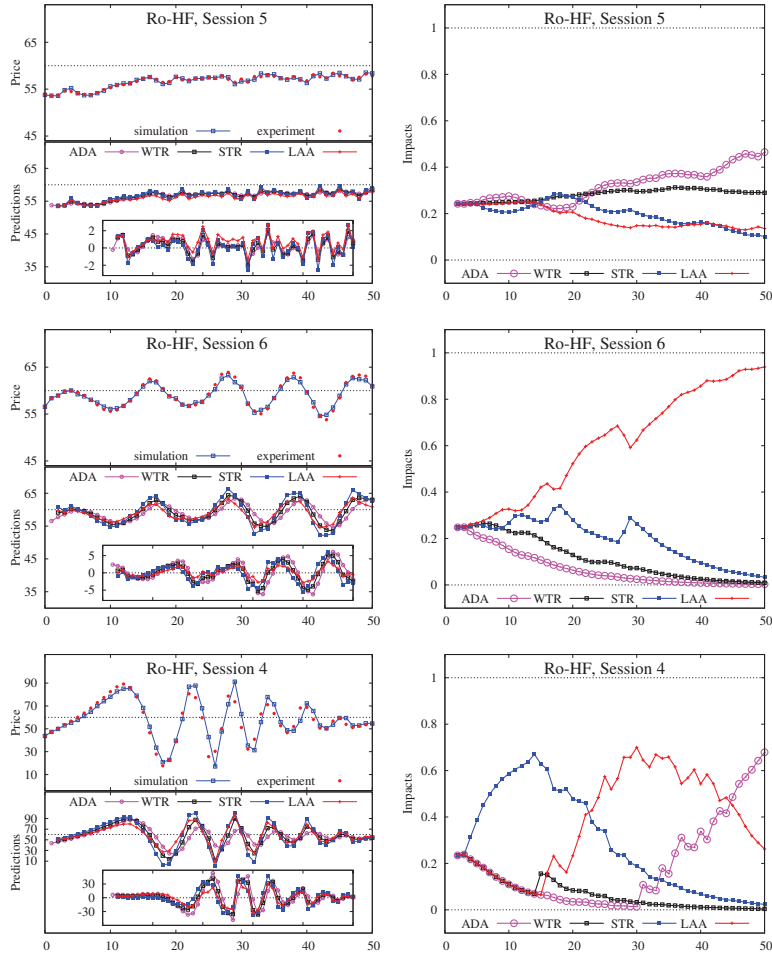 Ro-HF, Session 5
65
55
45
Price
simulation experiment
ADA WTR STR LAA
65
55
45
35
Predictions
2
0
-2
0 10 20 30 40 50
Ro-HF, Session 5
1
0.8
0.6
0.4
0.2
0
Impacts
ADA WTR STR LAA
0 10 20 30 40 50
Ro-HF, Session 6
65
55
45
Price
simulation experiment
ADA WTR STR LAA
65
55
45
35
Predictions
5
0
-5
0 10 20 30 40 50
Ro-HF, Session 6
1
0.8
0.6
0.4
0.2
0
Impacts
ADA WTR STR LAA
0 10 20 30 40 50
Ro-HF, Session 4
90
70
50
30
10
Price
simulation experiment
ADA WTR STR LAA
90
70
50
30
10
Predictions
30
0
-30
0 10 20 30 40 50
Ro-HF, Session 4
1
0.8
0.6
0.4
0.2
0
Impacts
ADA WTR STR LAA
0 10 20 30 40 50